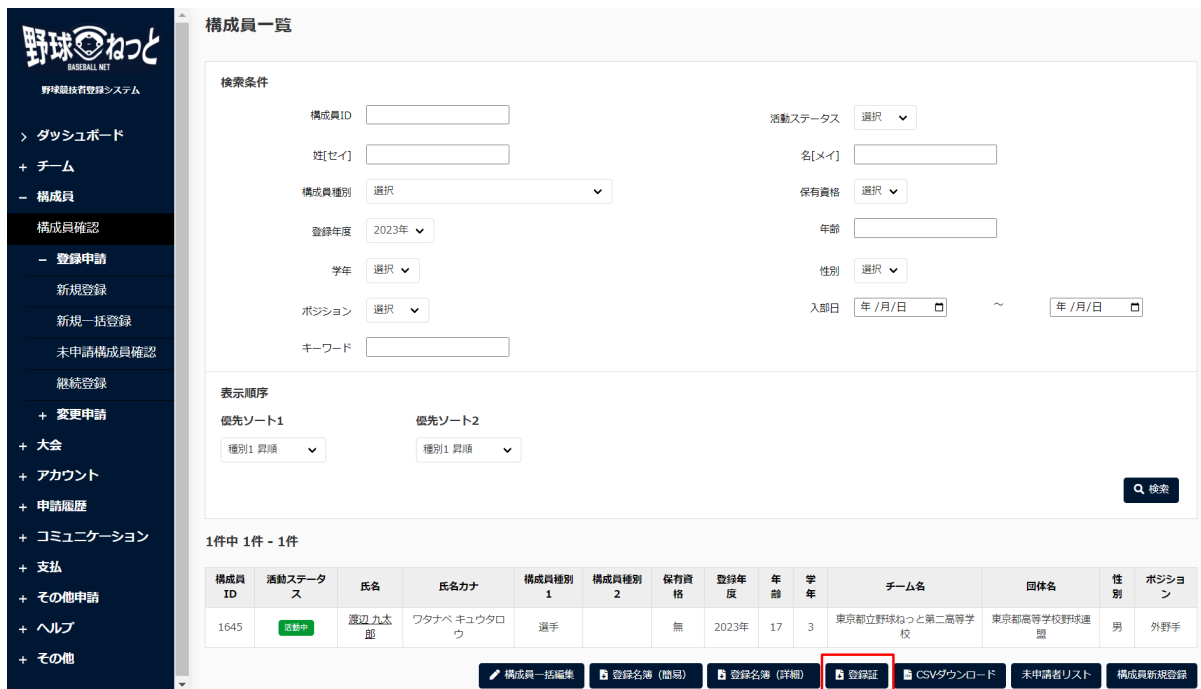 野球ねっと
BASEBALL NET
野球競技者登録システム
> ダッシュボード
+ チーム
− 構成員
構成員確認
− 登録申請
新規登録
新規一括登録
未申請構成員確認
継続登録
+ 変更申請
+ 大会
+ アカウント
+ 申請履歴
+ コミュニケーション
+ 支払
+ その他申請
+ ヘルプ
+ その他
構成員一覧
検索条件
構成員ID
活動ステータス 選択
姓[セイ]
名[メイ]
構成員種別 選択
保有資格 選択
登録年度 2023年
年齢
学年 選択
性別 選択
ポジション 選択
入部日 年 /月/日 ~ 年 /月/日
キーワード
表示順序
優先ソート1 優先ソート2
種別1 昇順 種別1 昇順
検索
1件中 1件 - 1件
構成員ID 活動ステータス 氏名 氏名カナ 構成員種別1 構成員種別2 保有資格 登録年度 年齢 学年 チーム名 団体名 性別 ポジション
1645 活動中 渡辺 九太郎 ワタナベ キュウタロウ 選手 無 2023年 17 3 東京都立野球ねっと第二高等学校 東京都高等学校野球連盟 男 外野手
構成員一括編集 登録名簿（簡易） 登録名簿（詳細） 登録証 CSVダウンロード 未申請者リスト 構成員新規登録